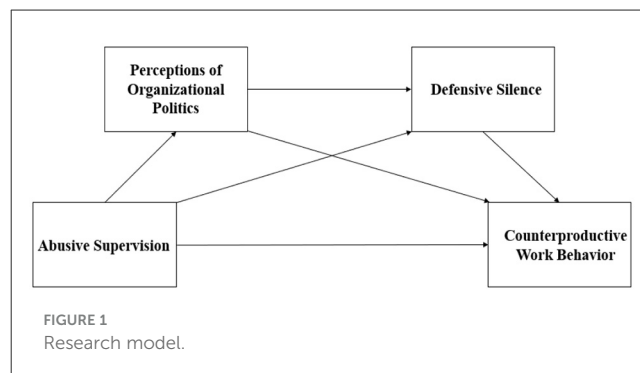 Perceptions of
Organizational
Politics
Defensive Silence
Abusive Supervision
Counterproductive
Work Behavior
FIGURE 1
Research model.